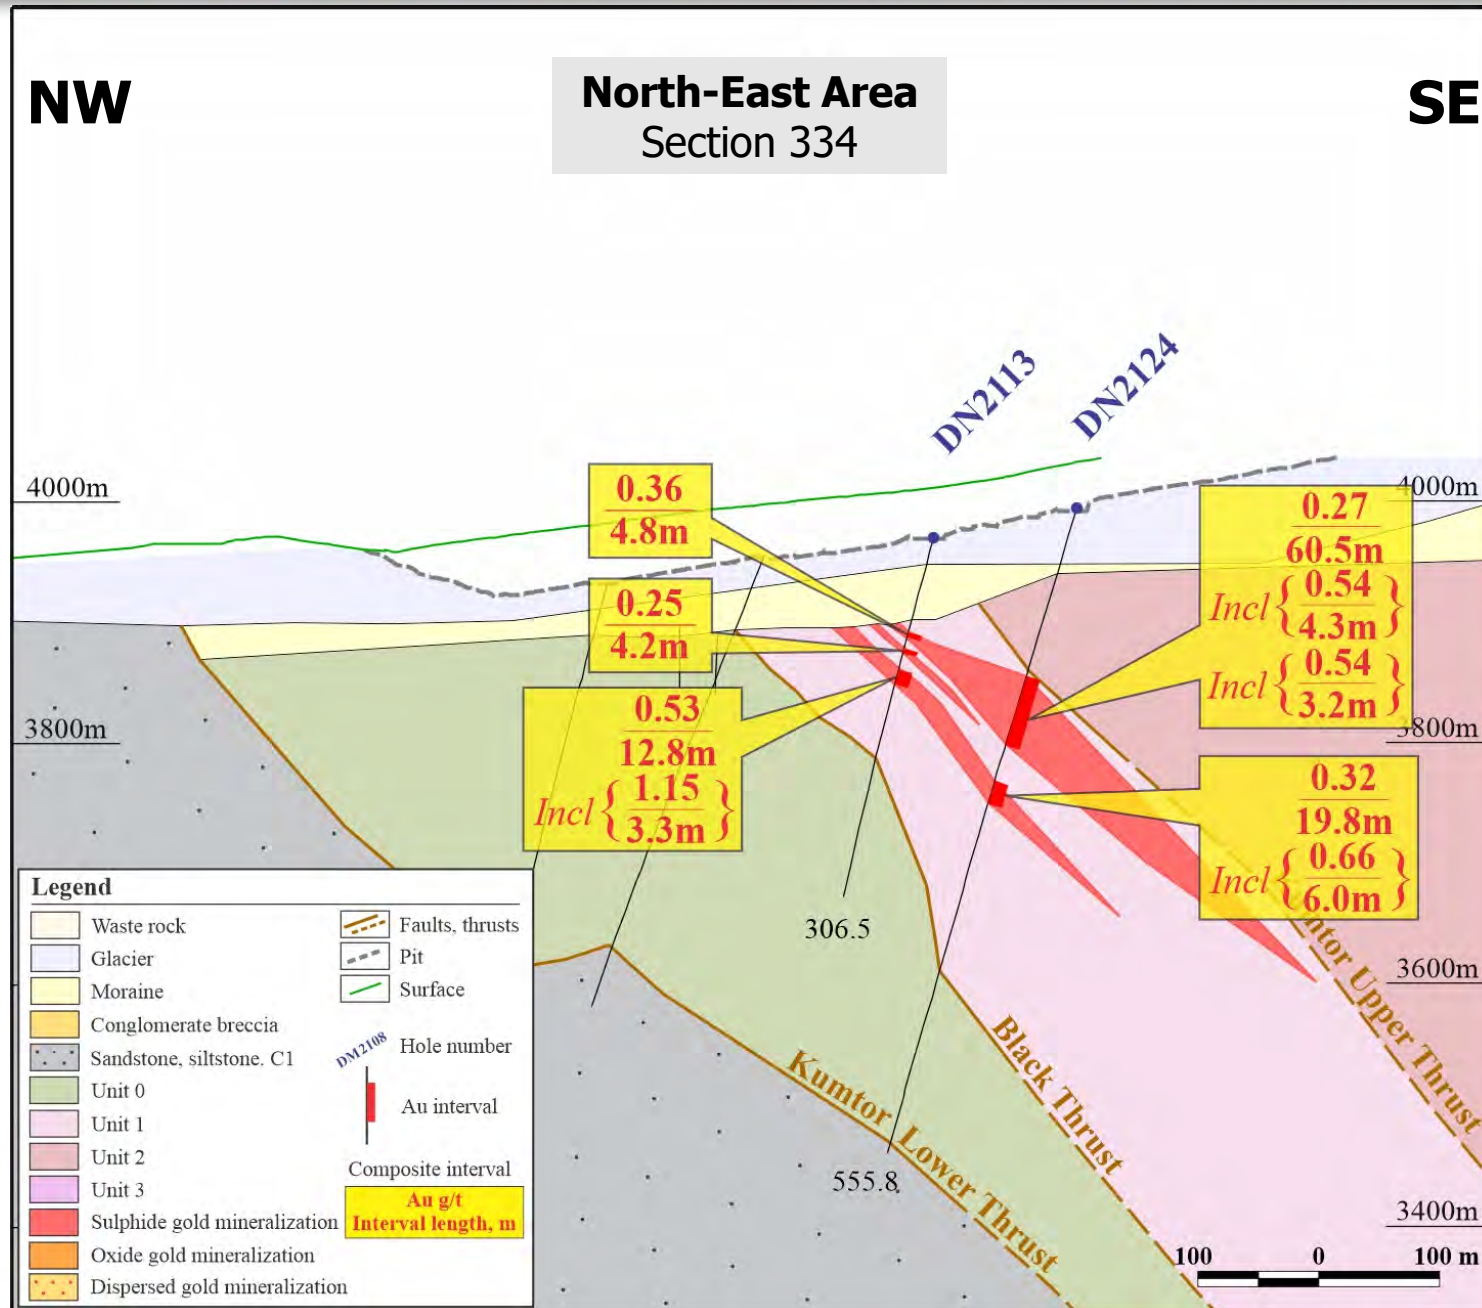 NW
North-East Area
Section 334
SE
DN2113
DN2124
4000m
4000m
0.36
4.8m
0.25
4.2m
0.53
12.8m
Incl { 1.15
3.3m }
0.27
60.5m
Incl { 0.54
4.3m }
Incl { 0.54
3.2m }
3800m
3800m
0.32
19.8m
Incl { 0.66
6.0m }
306.5
555.8
3600m
3400m
Kumtor Lower Thrust
Black Thrust
ntor Upper Thrust
100 0 100 m
Legend
Waste rock
Glacier
Moraine
Conglomerate breccia
Sandstone, siltstone. C1
Unit 0
Unit 1
Unit 2
Unit 3
Sulphide gold mineralization
Oxide gold mineralization
Dispersed gold mineralization
Faults, thrusts
Pit
Surface
DM2108
Hole number
Au interval
Composite interval
Au g/t
Interval length, m